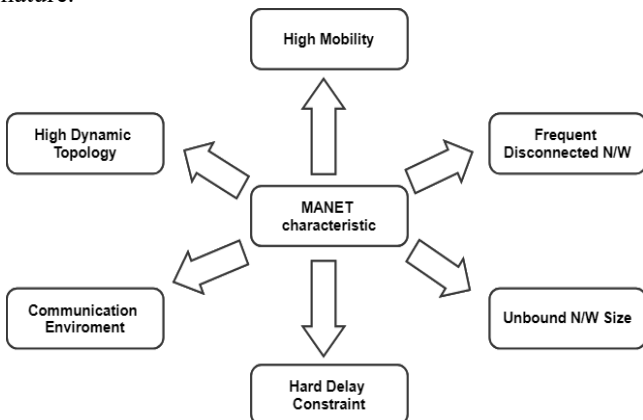 nature.
High Mobility
High Dynamic
Topology
Frequent
Disconnected N/W
MANET
characteristic
Communication
Enviroment
Unbound N/W Size
Hard Delay
Constraint